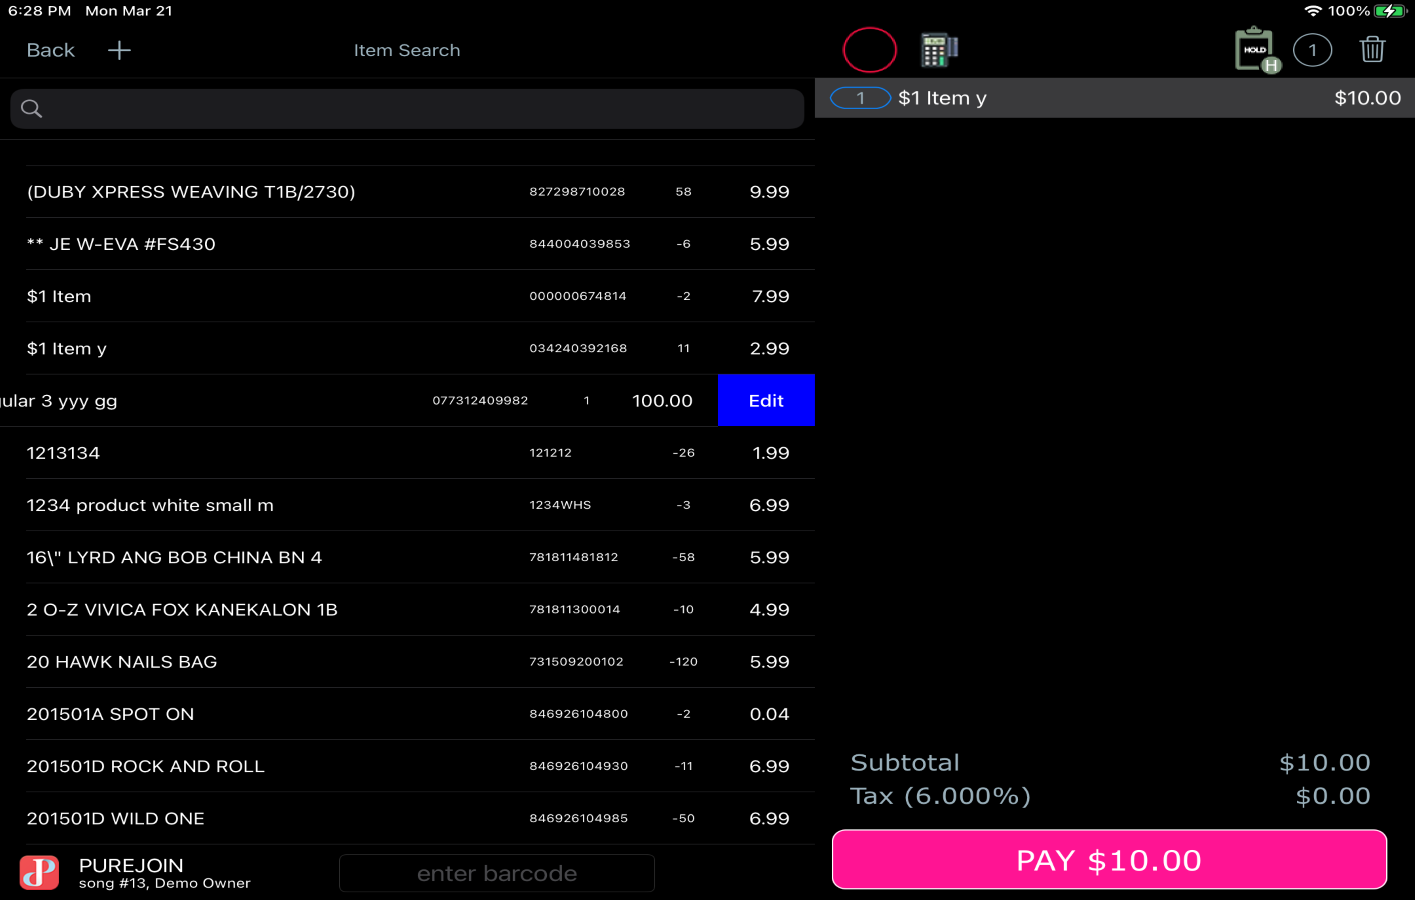 6:28 PM Mon Mar 21 100%
Back + Item Search HOLD H 1
1 $1 Item y $10.00
(DUBY XPRESS WEAVING T1B/2730) 827298710028 58 9.99
** JE W-EVA #FS430 844004039853 -6 5.99
$1 Item 000000674814 -2 7.99
$1 Item y 034240392168 11 2.99
ular 3 yyy gg 077312409982 1 100.00 Edit
1213134 121212 -26 1.99
1234 product white small m 1234WHS -3 6.99
16\" LYRD ANG BOB CHINA BN 4 781811481812 -58 5.99
2 O-Z VIVICA FOX KANEKALON 1B 781811300014 -10 4.99
20 HAWK NAILS BAG 731509200102 -120 5.99
201501A SPOT ON 846926104800 -2 0.04
201501D ROCK AND ROLL 846926104930 -11 6.99
201501D WILD ONE 846926104985 -50 6.99
Subtotal $10.00
Tax (6.000%) $0.00
PAY $10.00
PUREJOIN
song #13, Demo Owner
enter barcode